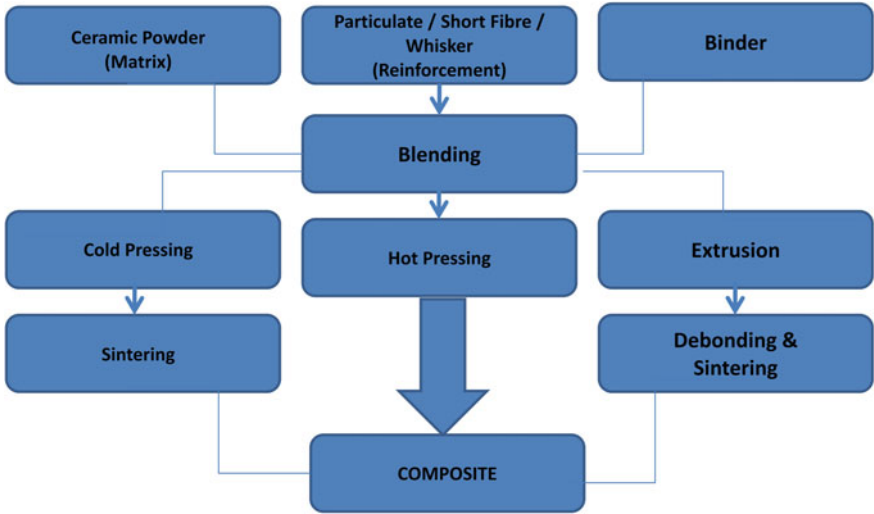 Ceramic Powder
(Matrix)
Particulate / Short Fibre /
Whisker
(Reinforcement)
Binder
Blending
Cold Pressing
Hot Pressing
Extrusion
Sintering
Debonding &
Sintering
COMPOSITE